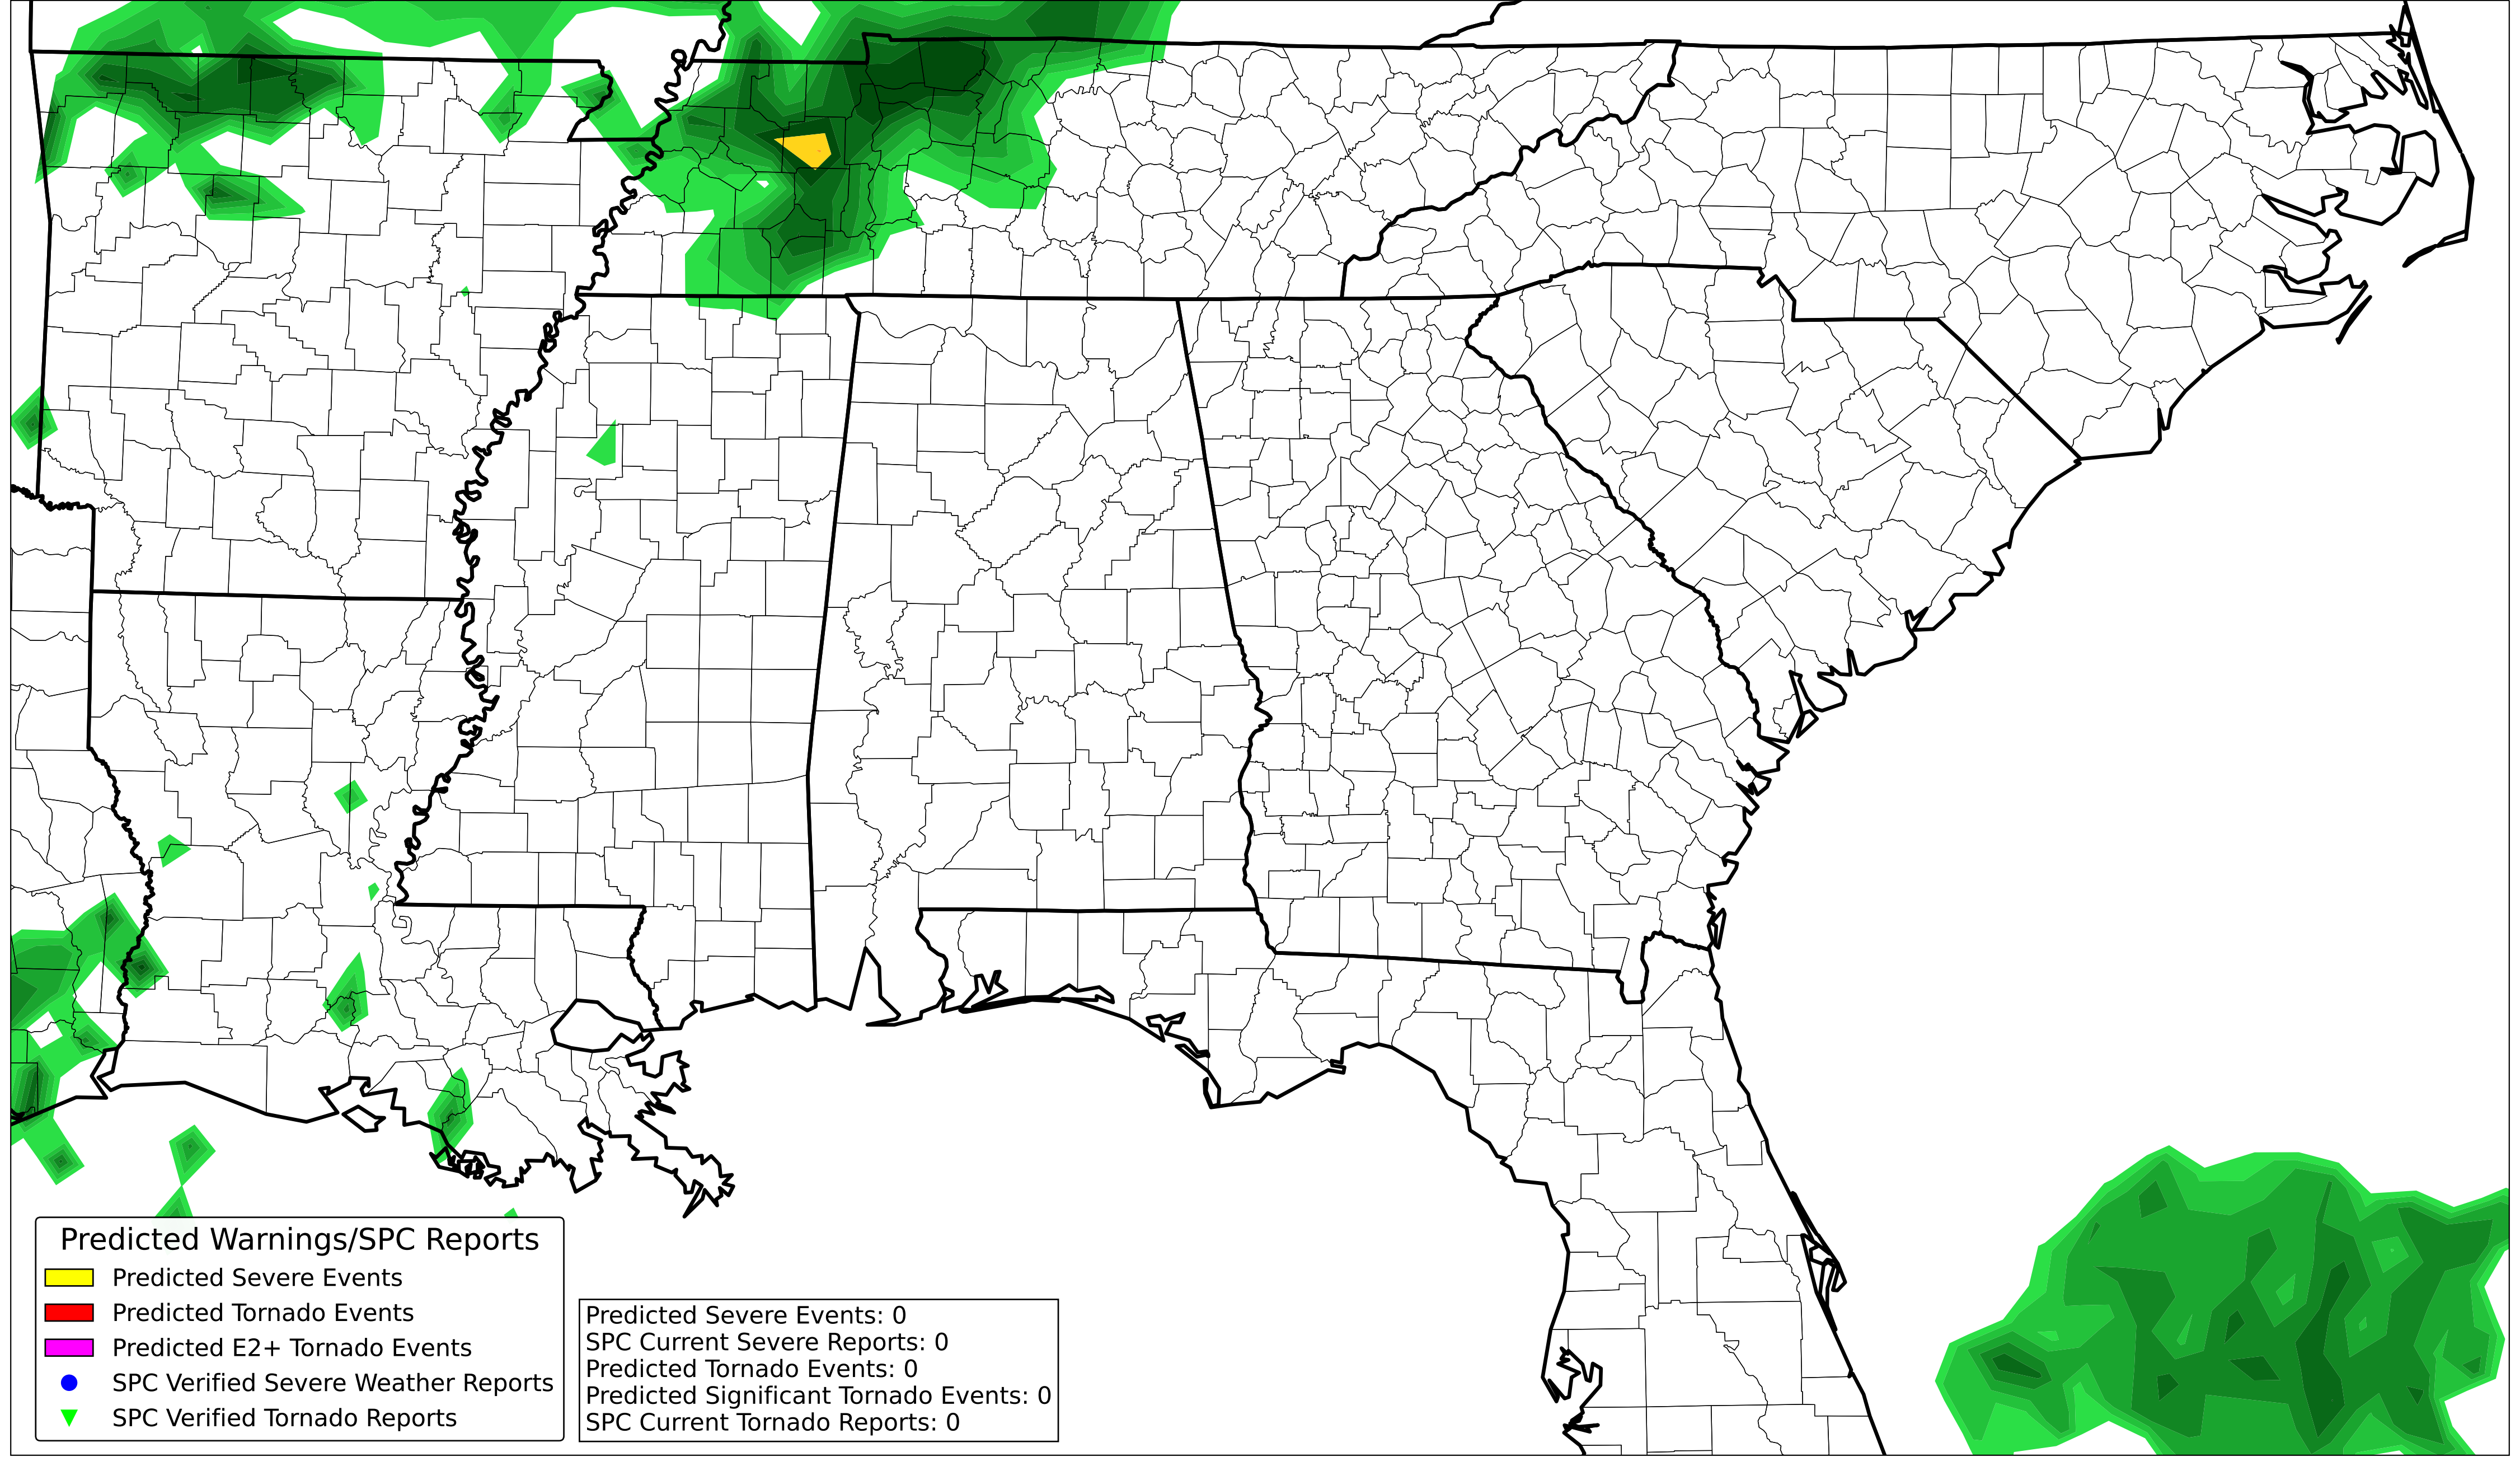 Predicted Warnings/SPC Reports
Predicted Severe Events
Predicted Tornado Events
Predicted E2+ Tornado Events
SPC Verified Severe Weather Reports
SPC Verified Tornado Reports
Predicted Severe Events: 0
SPC Current Severe Reports: 0
Predicted Tornado Events: 0
Predicted Significant Tornado Events: 0
SPC Current Tornado Reports: 0